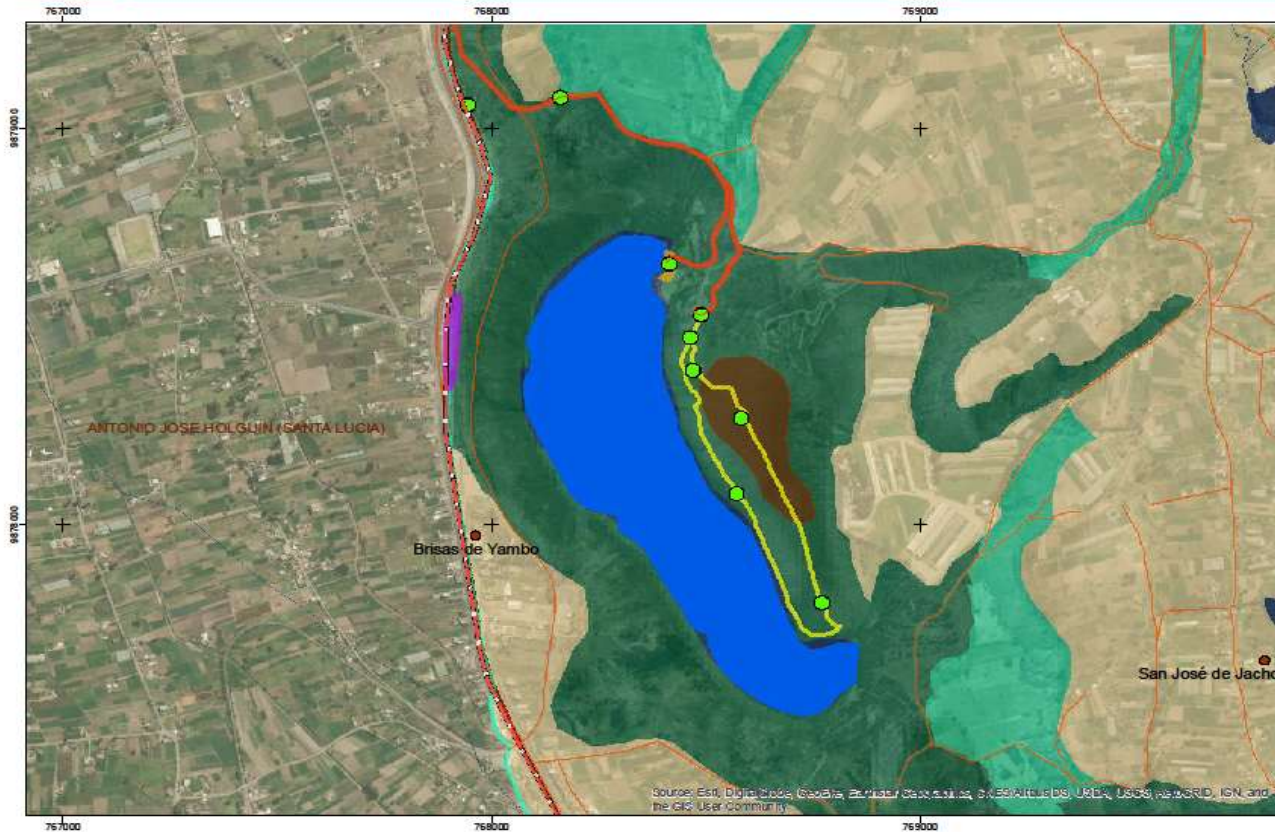 767000 768000 769000
9879000
ANTONIO JOSE HOLGUIN (SANTA LUCIA)
9878000
Brisas de Yambo
San José de Jacho
Source: Esri, DigitalGlobe, GeoEye, Earthstar Geographics, CNES/Airbus DS, USDA, USGS, AeroGRID, IGN, and
the GIS User Community
767000 768000 769000